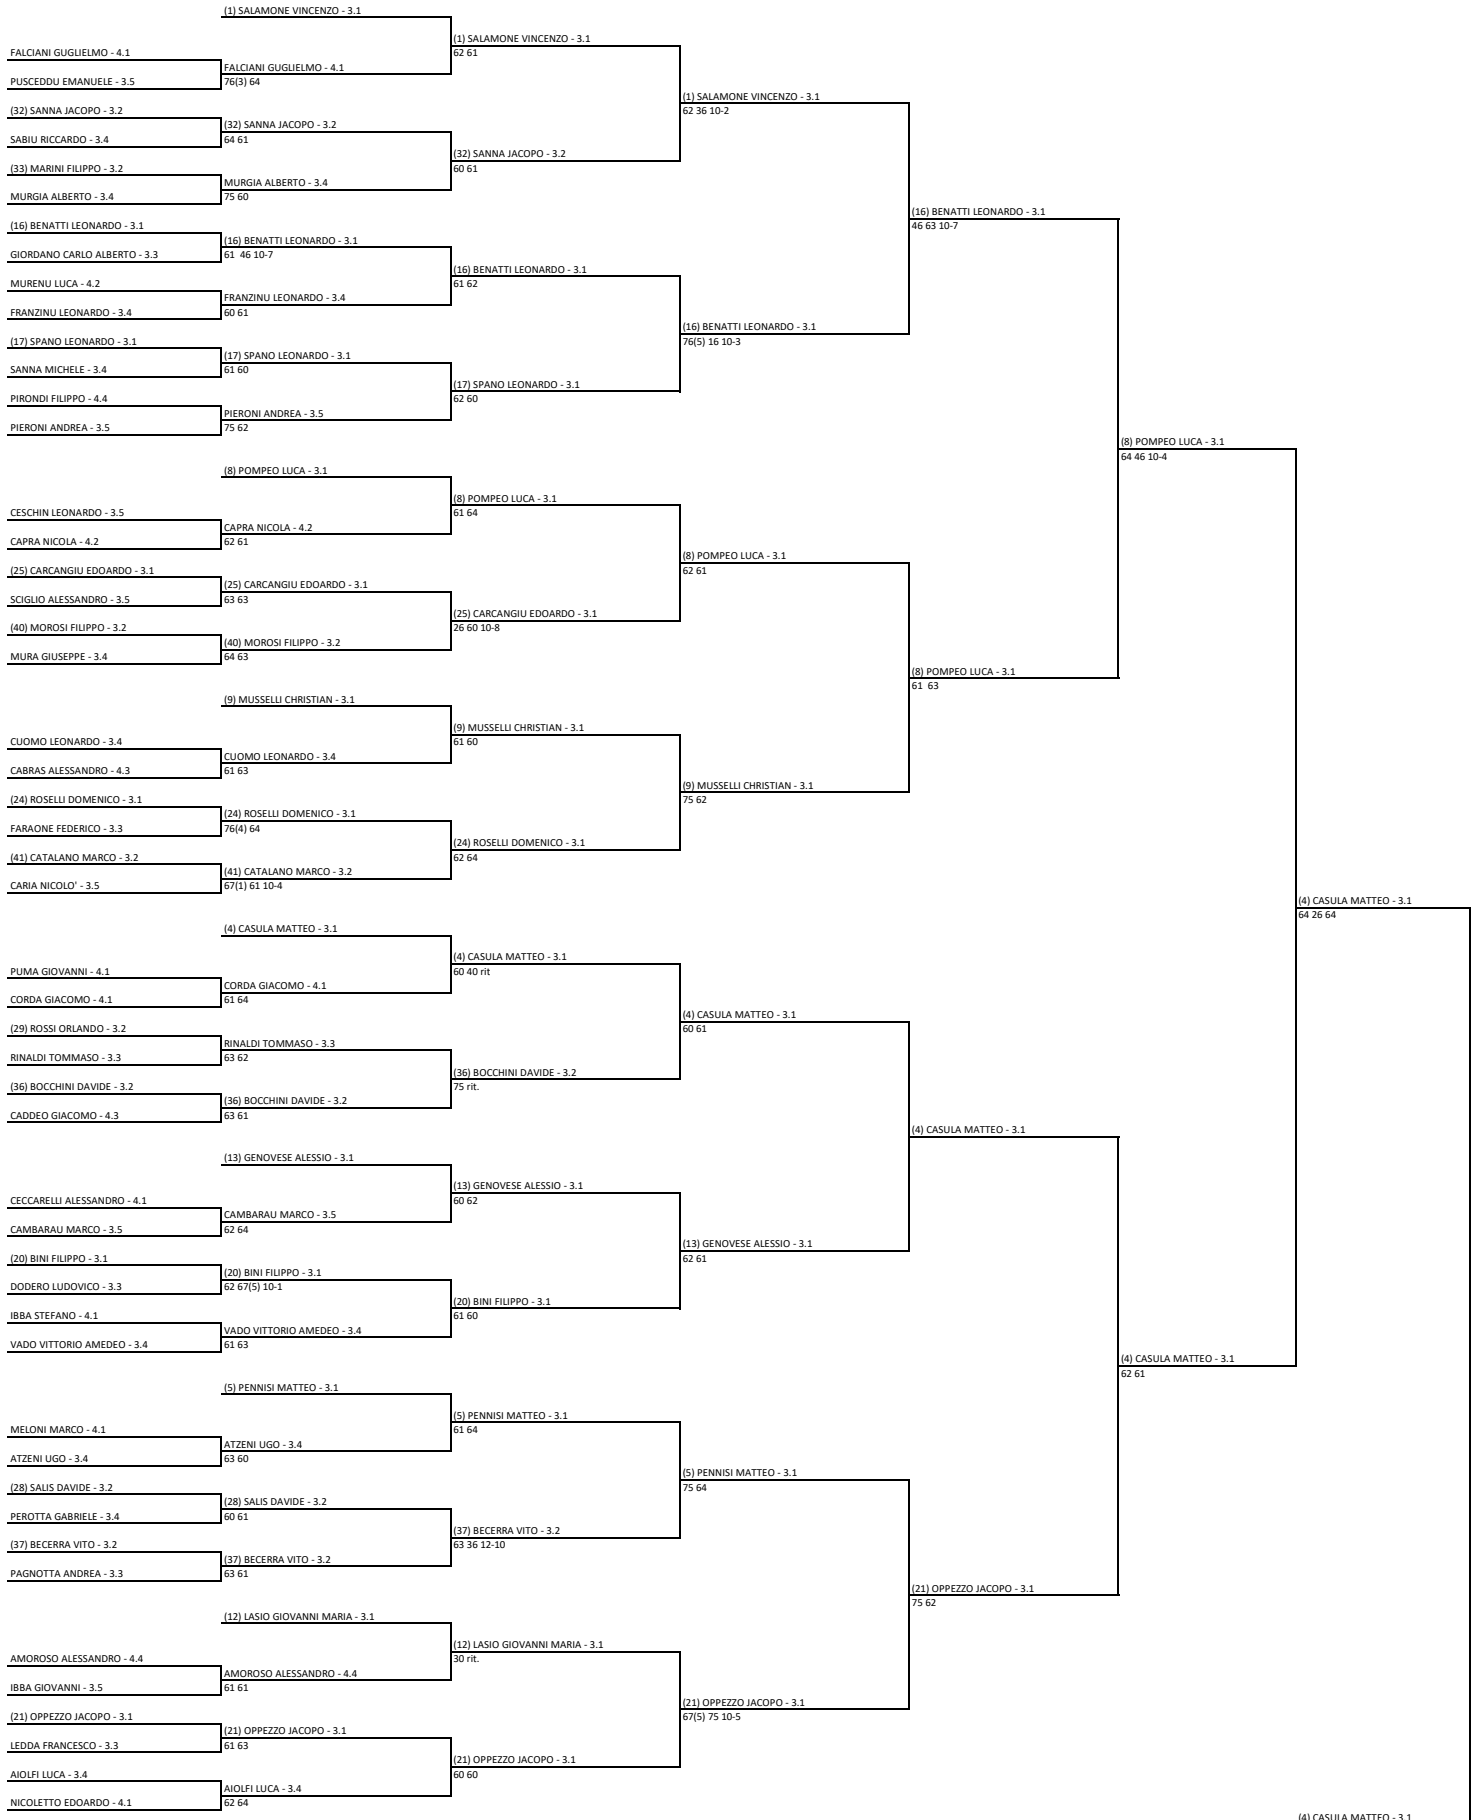 (1) SALAMONE VINCENZO - 3.1
(1) SALAMONE VINCENZO - 3.1
FALCIANI GUGLIELMO - 4.1
62 61
FALCIANI GUGLIELMO - 4.1
PUSCEDDU EMANUELE - 3.5
76(3) 64
(1) SALAMONE VINCENZO - 3.1
(32) SANNA JACOPO - 3.2
62 36 10-2
(32) SANNA JACOPO - 3.2
SABIU RICCARDO - 3.4
64 61
(32) SANNA JACOPO - 3.2
(33) MARINI FILIPPO - 3.2
60 61
MURGIA ALBERTO - 3.4
MURGIA ALBERTO - 3.4
75 60
(16) BENATTI LEONARDO - 3.1
(16) BENATTI LEONARDO - 3.1
46 63 10-7
(16) BENATTI LEONARDO - 3.1
GIORDANO CARLO ALBERTO - 3.3
61  46 10-7
(16) BENATTI LEONARDO - 3.1
MURENU LUCA - 4.2
61 62
FRANZINU LEONARDO - 3.4
FRANZINU LEONARDO - 3.4
60 61
(16) BENATTI LEONARDO - 3.1
(17) SPANO LEONARDO - 3.1
76(5) 16 10-3
(17) SPANO LEONARDO - 3.1
SANNA MICHELE - 3.4
61 60
(17) SPANO LEONARDO - 3.1
PIRONDI FILIPPO - 4.4
62 60
PIERONI ANDREA - 3.5
PIERONI ANDREA - 3.5
75 62
(8) POMPEO LUCA - 3.1
64 46 10-4
(8) POMPEO LUCA - 3.1
(8) POMPEO LUCA - 3.1
CESCHIN LEONARDO - 3.5
61 64
CAPRA NICOLA - 4.2
CAPRA NICOLA - 4.2
62 61
(8) POMPEO LUCA - 3.1
(25) CARCANGIU EDOARDO - 3.1
62 61
(25) CARCANGIU EDOARDO - 3.1
SCIGLIO ALESSANDRO - 3.5
63 63
(25) CARCANGIU EDOARDO - 3.1
(40) MOROSI FILIPPO - 3.2
26 60 10-8
(40) MOROSI FILIPPO - 3.2
MURA GIUSEPPE - 3.4
64 63
(8) POMPEO LUCA - 3.1
61  63
(9) MUSSELLI CHRISTIAN - 3.1
(9) MUSSELLI CHRISTIAN - 3.1
CUOMO LEONARDO - 3.4
61 60
CUOMO LEONARDO - 3.4
CABRAS ALESSANDRO - 4.3
61 63
(9) MUSSELLI CHRISTIAN - 3.1
(24) ROSELLI DOMENICO - 3.1
75 62
(24) ROSELLI DOMENICO - 3.1
FARAONE FEDERICO - 3.3
76(4) 64
(24) ROSELLI DOMENICO - 3.1
(41) CATALANO MARCO - 3.2
62 64
(41) CATALANO MARCO - 3.2
CARIA NICOLO' - 3.5
67(1) 61 10-4
(4) CASULA MATTEO - 3.1
64 26 64
(4) CASULA MATTEO - 3.1
(4) CASULA MATTEO - 3.1
PUMA GIOVANNI - 4.1
60 40 rit
CORDA GIACOMO - 4.1
CORDA GIACOMO - 4.1
61 64
(4) CASULA MATTEO - 3.1
(29) ROSSI ORLANDO - 3.2
60 61
RINALDI TOMMASO - 3.3
RINALDI TOMMASO - 3.3
63 62
(36) BOCCHINI DAVIDE - 3.2
(36) BOCCHINI DAVIDE - 3.2
75 rit.
(36) BOCCHINI DAVIDE - 3.2
CADDEO GIACOMO - 4.3
63 61
(4) CASULA MATTEO - 3.1
(13) GENOVESE ALESSIO - 3.1
(13) GENOVESE ALESSIO - 3.1
CECCARELLI ALESSANDRO - 4.1
60 62
CAMBARAU MARCO - 3.5
CAMBARAU MARCO - 3.5
62 64
(13) GENOVESE ALESSIO - 3.1
(20) BINI FILIPPO - 3.1
62 61
(20) BINI FILIPPO - 3.1
DODERO LUDOVICO - 3.3
62 67(5) 10-1
(20) BINI FILIPPO - 3.1
IBBA STEFANO - 4.1
61 60
VADO VITTORIO AMEDEO - 3.4
VADO VITTORIO AMEDEO - 3.4
61 63
(4) CASULA MATTEO - 3.1
62 61
(5) PENNISI MATTEO - 3.1
(5) PENNISI MATTEO - 3.1
MELONI MARCO - 4.1
61 64
ATZENI UGO - 3.4
ATZENI UGO - 3.4
63 60
(5) PENNISI MATTEO - 3.1
(28) SALIS DAVIDE - 3.2
75 64
(28) SALIS DAVIDE - 3.2
PEROTTA GABRIELE - 3.4
60 61
(37) BECERRA VITO - 3.2
(37) BECERRA VITO - 3.2
63 36 12-10
(37) BECERRA VITO - 3.2
PAGNOTTA ANDREA - 3.3
63 61
(21) OPPEZZO JACOPO - 3.1
75 62
(12) LASIO GIOVANNI MARIA - 3.1
(12) LASIO GIOVANNI MARIA - 3.1
AMOROSO ALESSANDRO - 4.4
30 rit.
AMOROSO ALESSANDRO - 4.4
IBBA GIOVANNI - 3.5
61 61
(21) OPPEZZO JACOPO - 3.1
(21) OPPEZZO JACOPO - 3.1
67(5) 75 10-5
(21) OPPEZZO JACOPO - 3.1
LEDDA FRANCESCO - 3.3
61 63
(21) OPPEZZO JACOPO - 3.1
AIOLFI LUCA - 3.4
60 60
AIOLFI LUCA - 3.4
NICOLETTO EDOARDO - 4.1
62 64
(4) CASULA MATTEO - 3.1